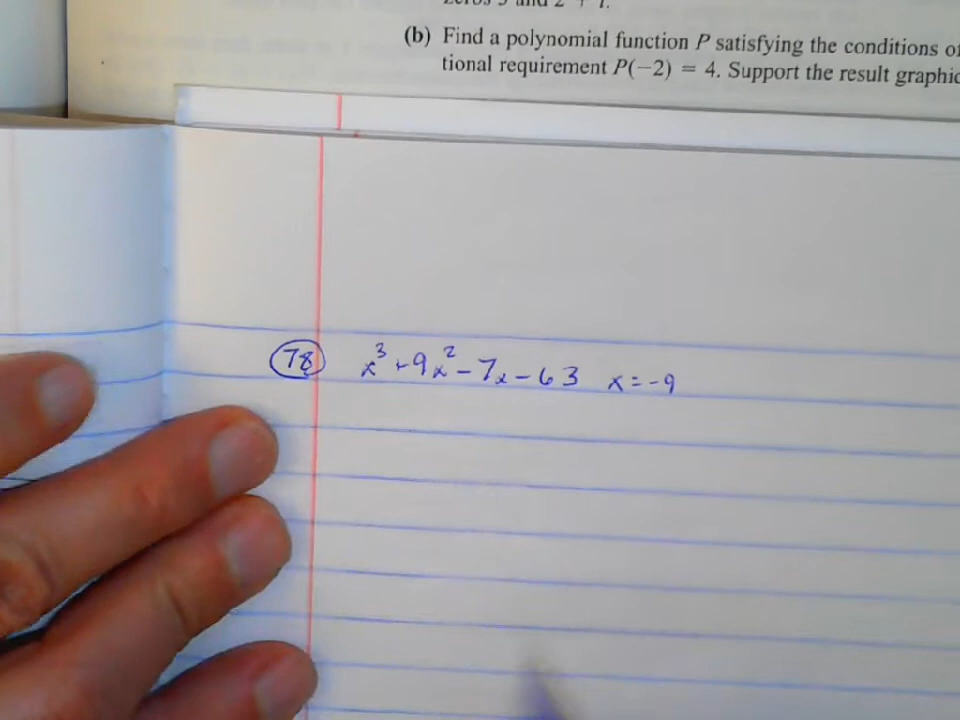 (b) Find a polynomial function P satisfying the conditions of
tional requirement P(−2) = 4. Support the result graphic
78 x³ + 9x² − 7x − 63 x = −9